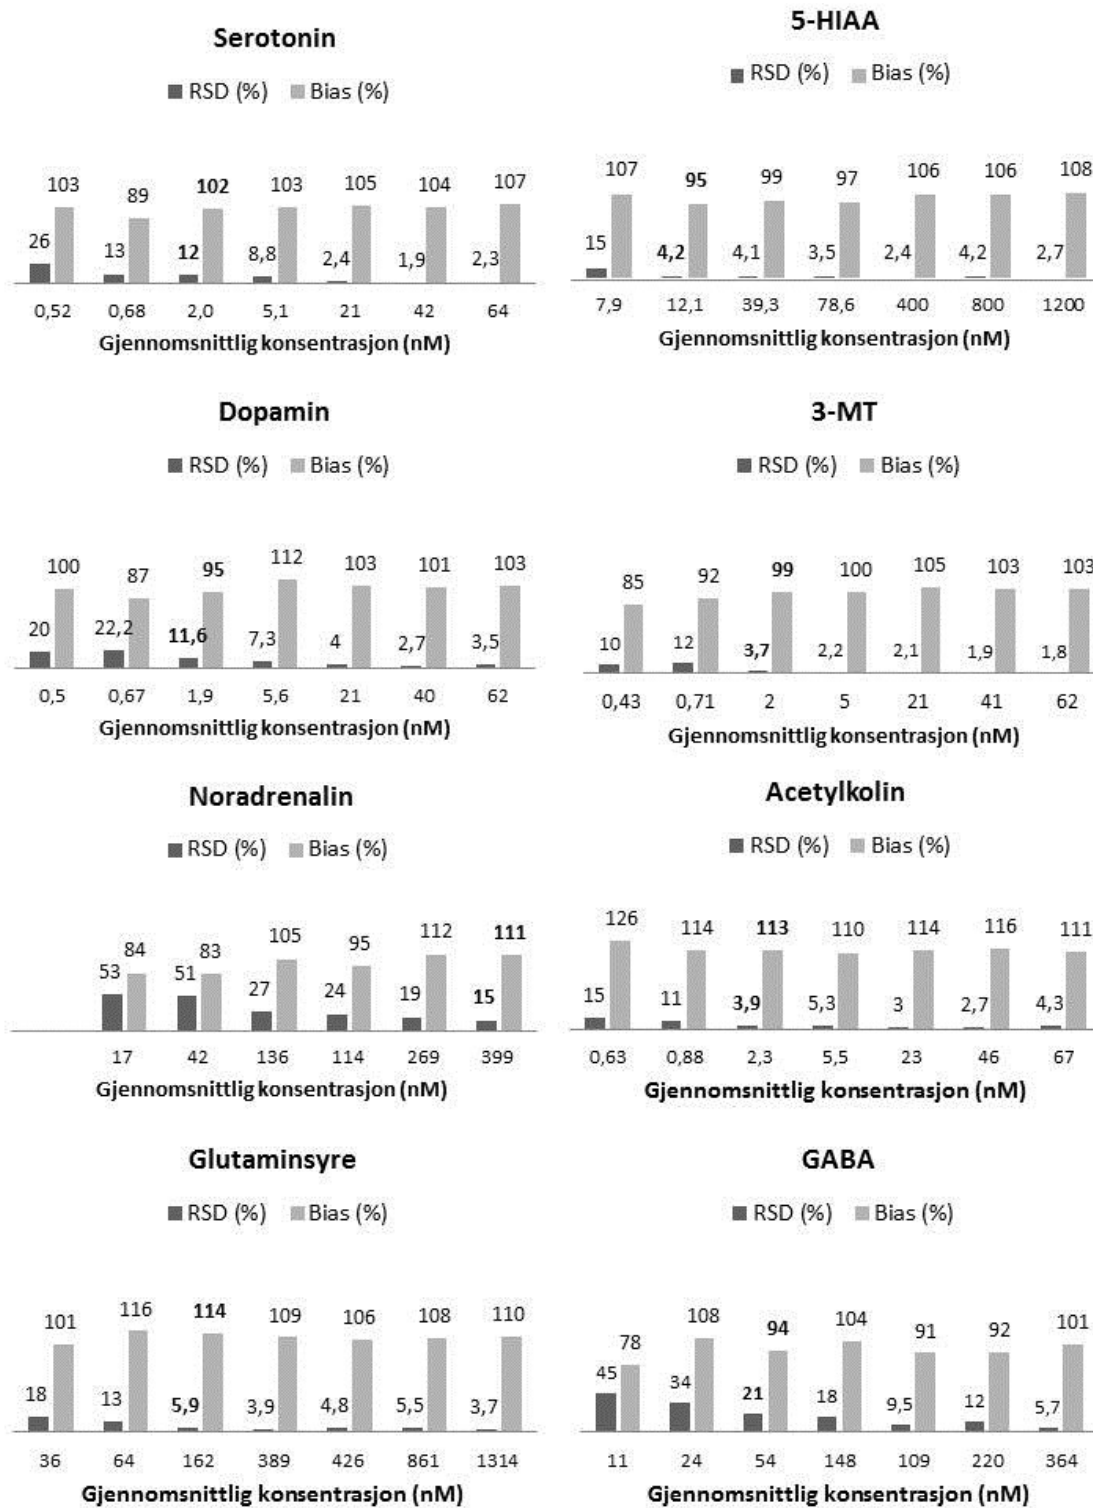 Serotonin
RSD (%) Bias (%)
103 89 102 103 105 104 107
26 13 12 8,8 2,4 1,9 2,3
0,52 0,68 2,0 5,1 21 42 64
Gjennomsnittlig konsentrasjon (nM)
5-HIAA
RSD (%) Bias (%)
107 95 99 97 106 106 108
15 4,2 4,1 3,5 2,4 4,2 2,7
7,9 12,1 39,3 78,6 400 800 1200
Gjennomsnittlig konsentrasjon (nM)
Dopamin
RSD (%) Bias (%)
100 87 95 112 103 101 103
20 22,2 11,6 7,3 4 2,7 3,5
0,5 0,67 1,9 5,6 21 40 62
Gjennomsnittlig konsentrasjon (nM)
3-MT
RSD (%) Bias (%)
85 92 99 100 105 103 103
10 12 3,7 2,2 2,1 1,9 1,8
0,43 0,71 2 5 21 41 62
Gjennomsnittlig konsentrasjon (nM)
Noradrenalin
RSD (%) Bias (%)
84 83 105 95 112 111
53 51 27 24 19 15
17 42 136 114 269 399
Gjennomsnittlig konsentrasjon (nM)
Acetylkolin
RSD (%) Bias (%)
126 114 113 110 114 116 111
15 11 3,9 5,3 3 2,7 4,3
0,63 0,88 2,3 5,5 23 46 67
Gjennomsnittlig konsentrasjon (nM)
Glutaminsyre
RSD (%) Bias (%)
101 116 114 109 106 108 110
18 13 5,9 3,9 4,8 5,5 3,7
36 64 162 389 426 861 1314
Gjennomsnittlig konsentrasjon (nM)
GABA
RSD (%) Bias (%)
78 108 94 104 91 92 101
45 34 21 18 9,5 12 5,7
11 24 54 148 109 220 364
Gjennomsnittlig konsentrasjon (nM)